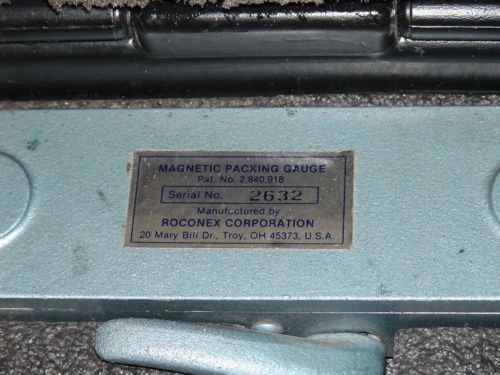 MAGNETIC PACKING GAUGE
Pat. No. 2,840,918
Serial No. 2632
Manufactured by
ROCONEX CORPORATION
20 Mary Bill Dr., Troy, OH 45373, U.S.A.